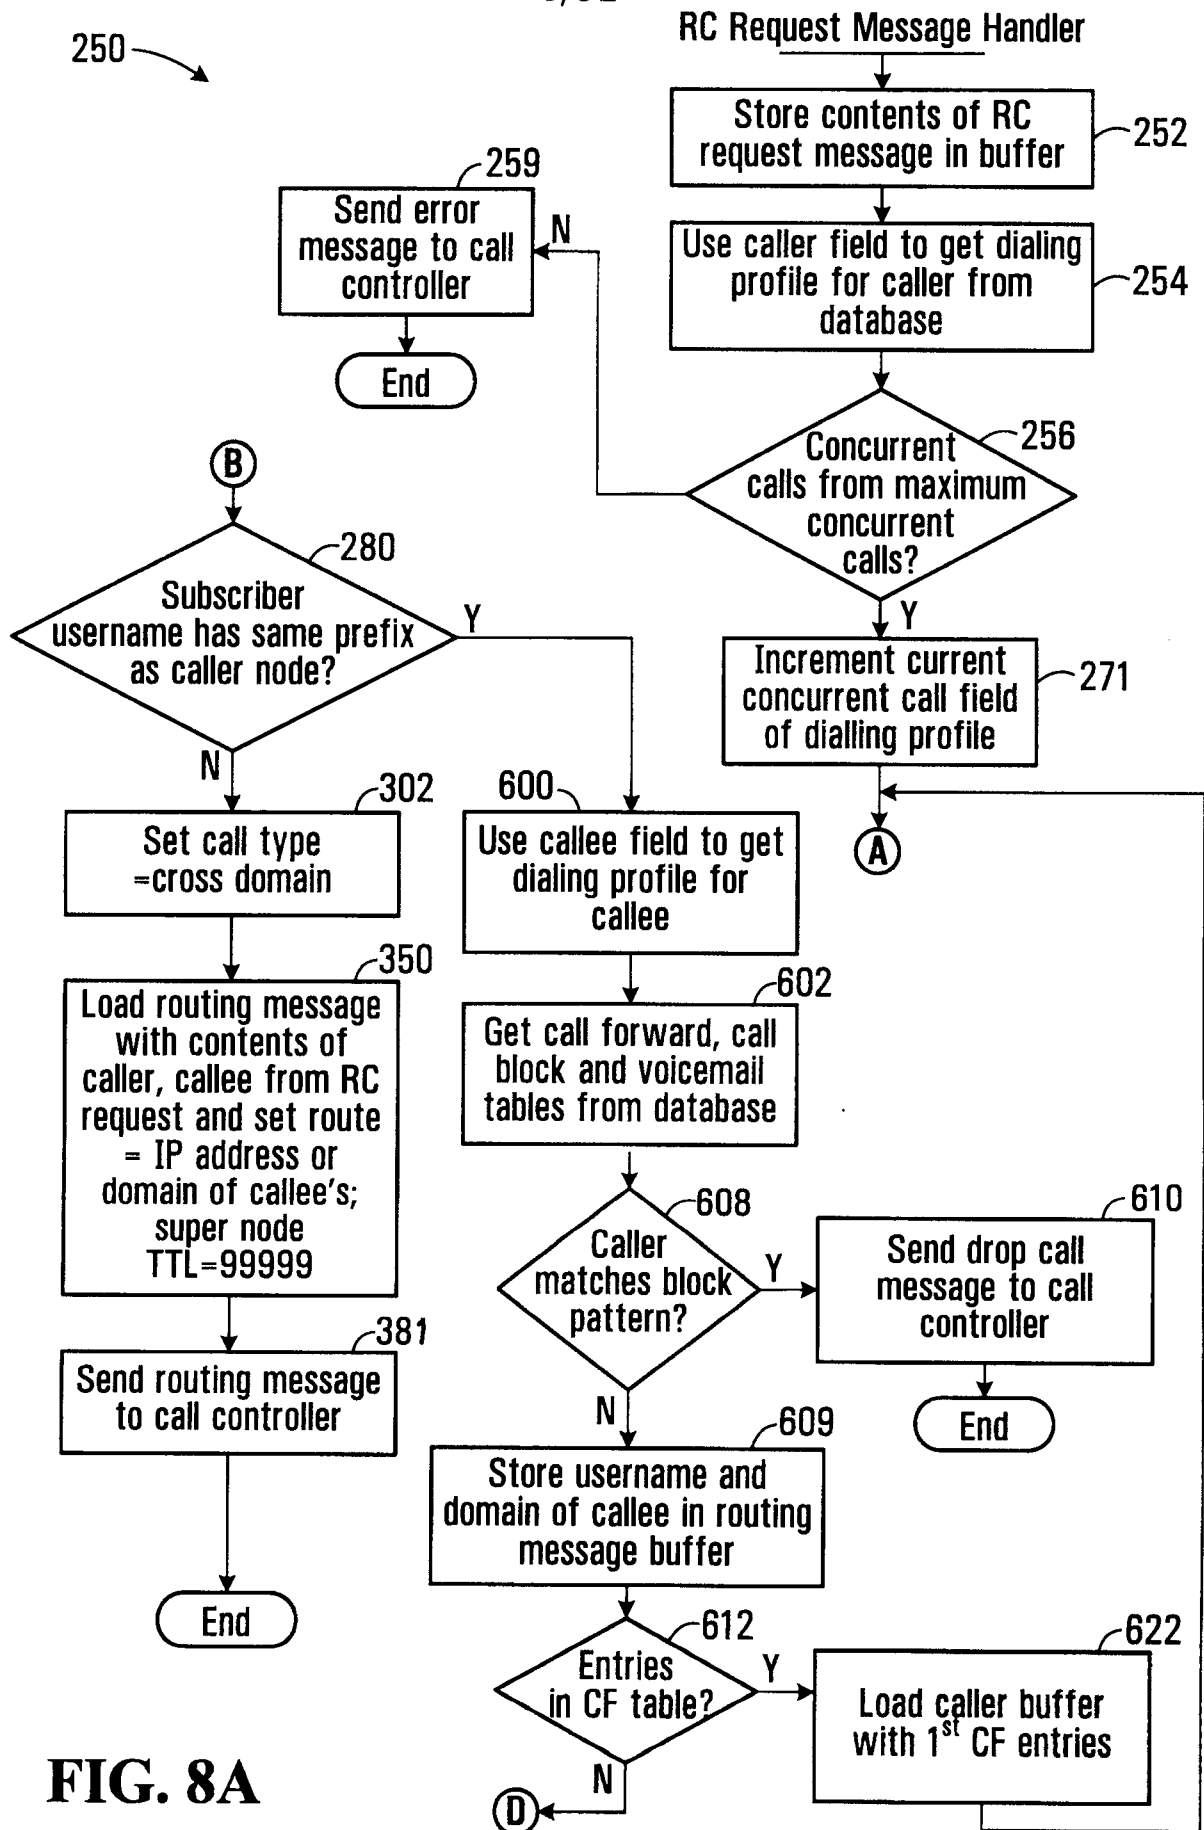 RC Request Message Handler
250
Store contents of RC
request message in buffer
252
259
Send error
message to call
controller
N
Use caller field to get dialing
profile for caller from
database
254
End
256
Concurrent
calls from maximum
concurrent
calls?
B
280
Subscriber
username has same prefix
as caller node?
Y
Y
Increment current
concurrent call field
of dialling profile
271
N
302
Set call type
=cross domain
600
Use callee field to get
dialing profile for
callee
A
350
Load routing message
with contents of
caller, callee from RC
request and set route
= IP address or
domain of callee's;
super node
TTL=99999
602
Get call forward, call
block and voicemail
tables from database
608
Caller
matches block
pattern?
Y
610
Send drop call
message to call
controller
381
Send routing message
to call controller
N
End
609
Store username and
domain of callee in routing
message buffer
End
612
Entries
in CF table?
Y
622
Load caller buffer
with 1st CF entries
N
D
FIG. 8A